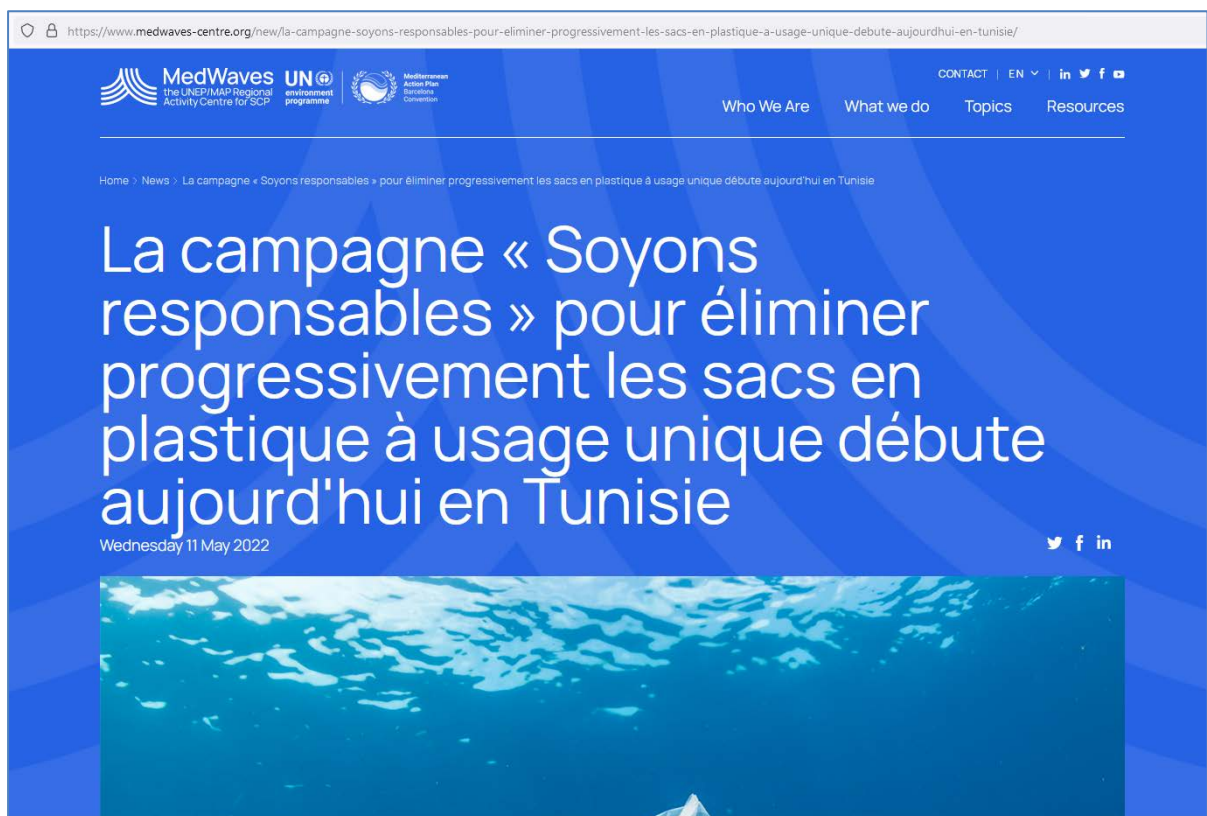 https://www.medwaves-centre.org/new/la-campagne-soyons-responsables-pour-eliminer-progressivement-les-sacs-en-plastique-a-usage-unique-debute-aujourdhui-en-tunisie/
MedWaves
the UNEP/MAP Regional
Activity Centre for SCP
UN
environment
programme
Mediterranean
Action Plan
Barcelona
Convention
CONTACT | EN | in f
Who We Are What we do Topics Resources
Home > News > La campagne « Soyons responsables » pour éliminer progressivement les sacs en plastique à usage unique débute aujourd'hui en Tunisie
La campagne « Soyons
responsables » pour éliminer
progressivement les sacs en
plastique à usage unique débute
aujourd'hui en Tunisie
Wednesday 11 May 2022
f in